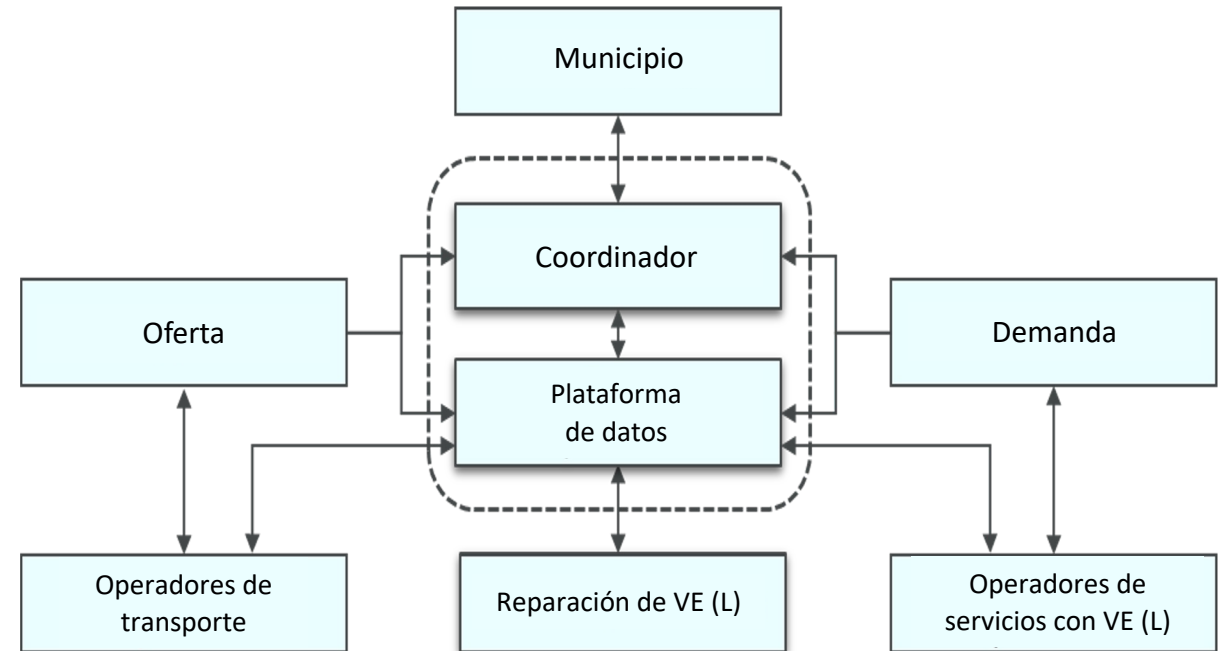 Municipio
Coordinador
Oferta
Demanda
Plataforma
de datos
Operadores de
transporte
Reparación de VE (L)
Operadores de
servicios con VE (L)